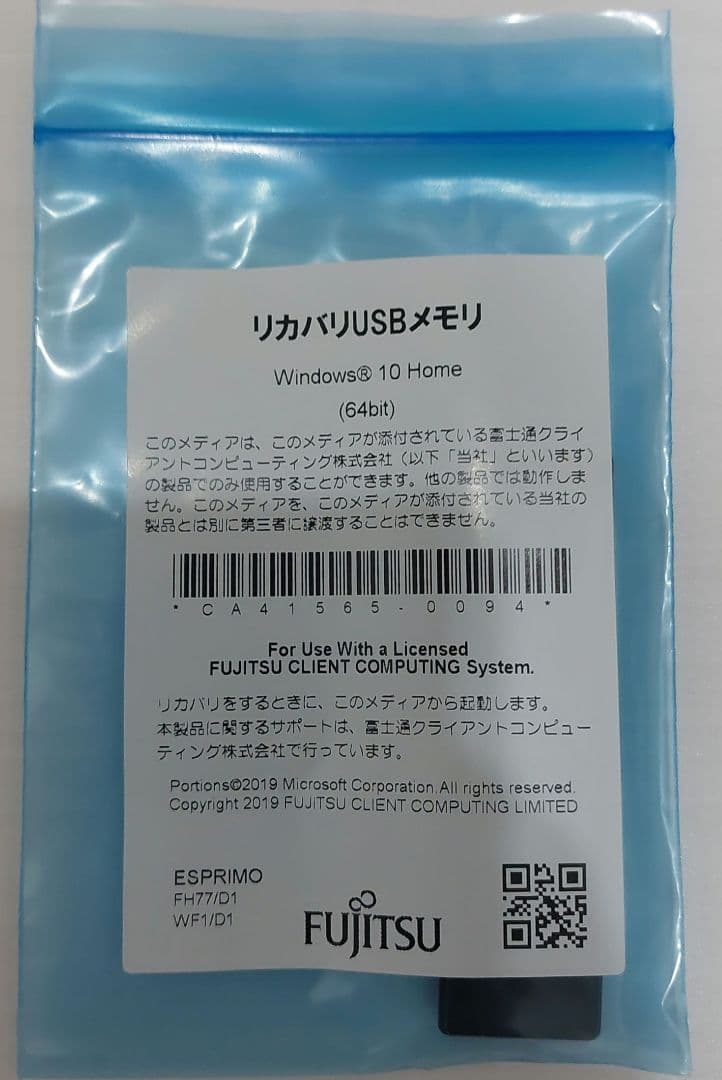 リカバリUSBメモリ
Windows® 10 Home
(64bit)
このメディアは、このメディアが添付されている富士通クライ
アントコンピューティング株式会社（以下「当社」といいます）
の製品でのみ使用することができます。他の製品では動作しま
せん。このメディアを、このメディアが添付されている当社の
製品とは別に第三者に譲渡することはできません。
*CA41565-0094*
For Use With a Licensed
FUJITSU CLIENT COMPUTING System.
リカバリをするときに、このメディアから起動します。
本製品に関するサポートは、富士通クライアントコンピュー
ティング株式会社で行っています。
Portions©2019 Microsoft Corporation.All rights reserved.
Copyright 2019 FUJITSU CLIENT COMPUTING LIMITED
ESPRIMO
FH77/D1
WF1/D1
FUJITSU